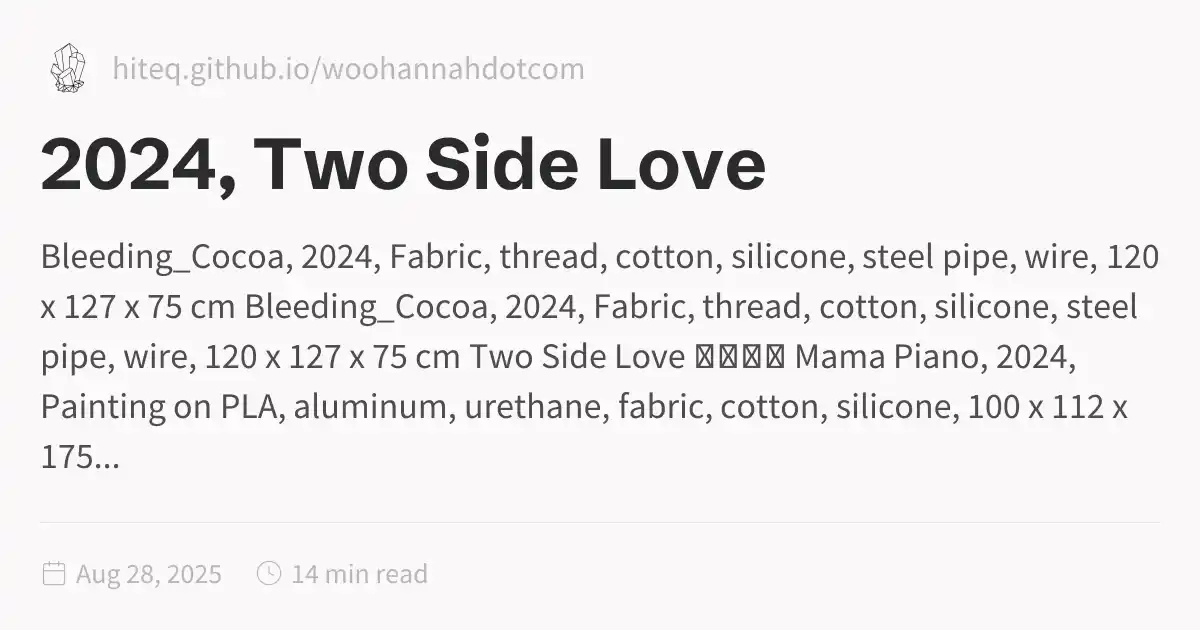 hiteq.github.io/woohannahdotcom
2024, Two Side Love
Bleeding_Cocoa, 2024, Fabric, thread, cotton, silicone, steel pipe, wire, 120
x 127 x 75 cm Bleeding_Cocoa, 2024, Fabric, thread, cotton, silicone, steel
pipe, wire, 120 x 127 x 75 cm Two Side Love Mama Piano, 2024,
Painting on PLA, aluminum, urethane, fabric, cotton, silicone, 100 x 112 x
175...
Aug 28, 2025
14 min read